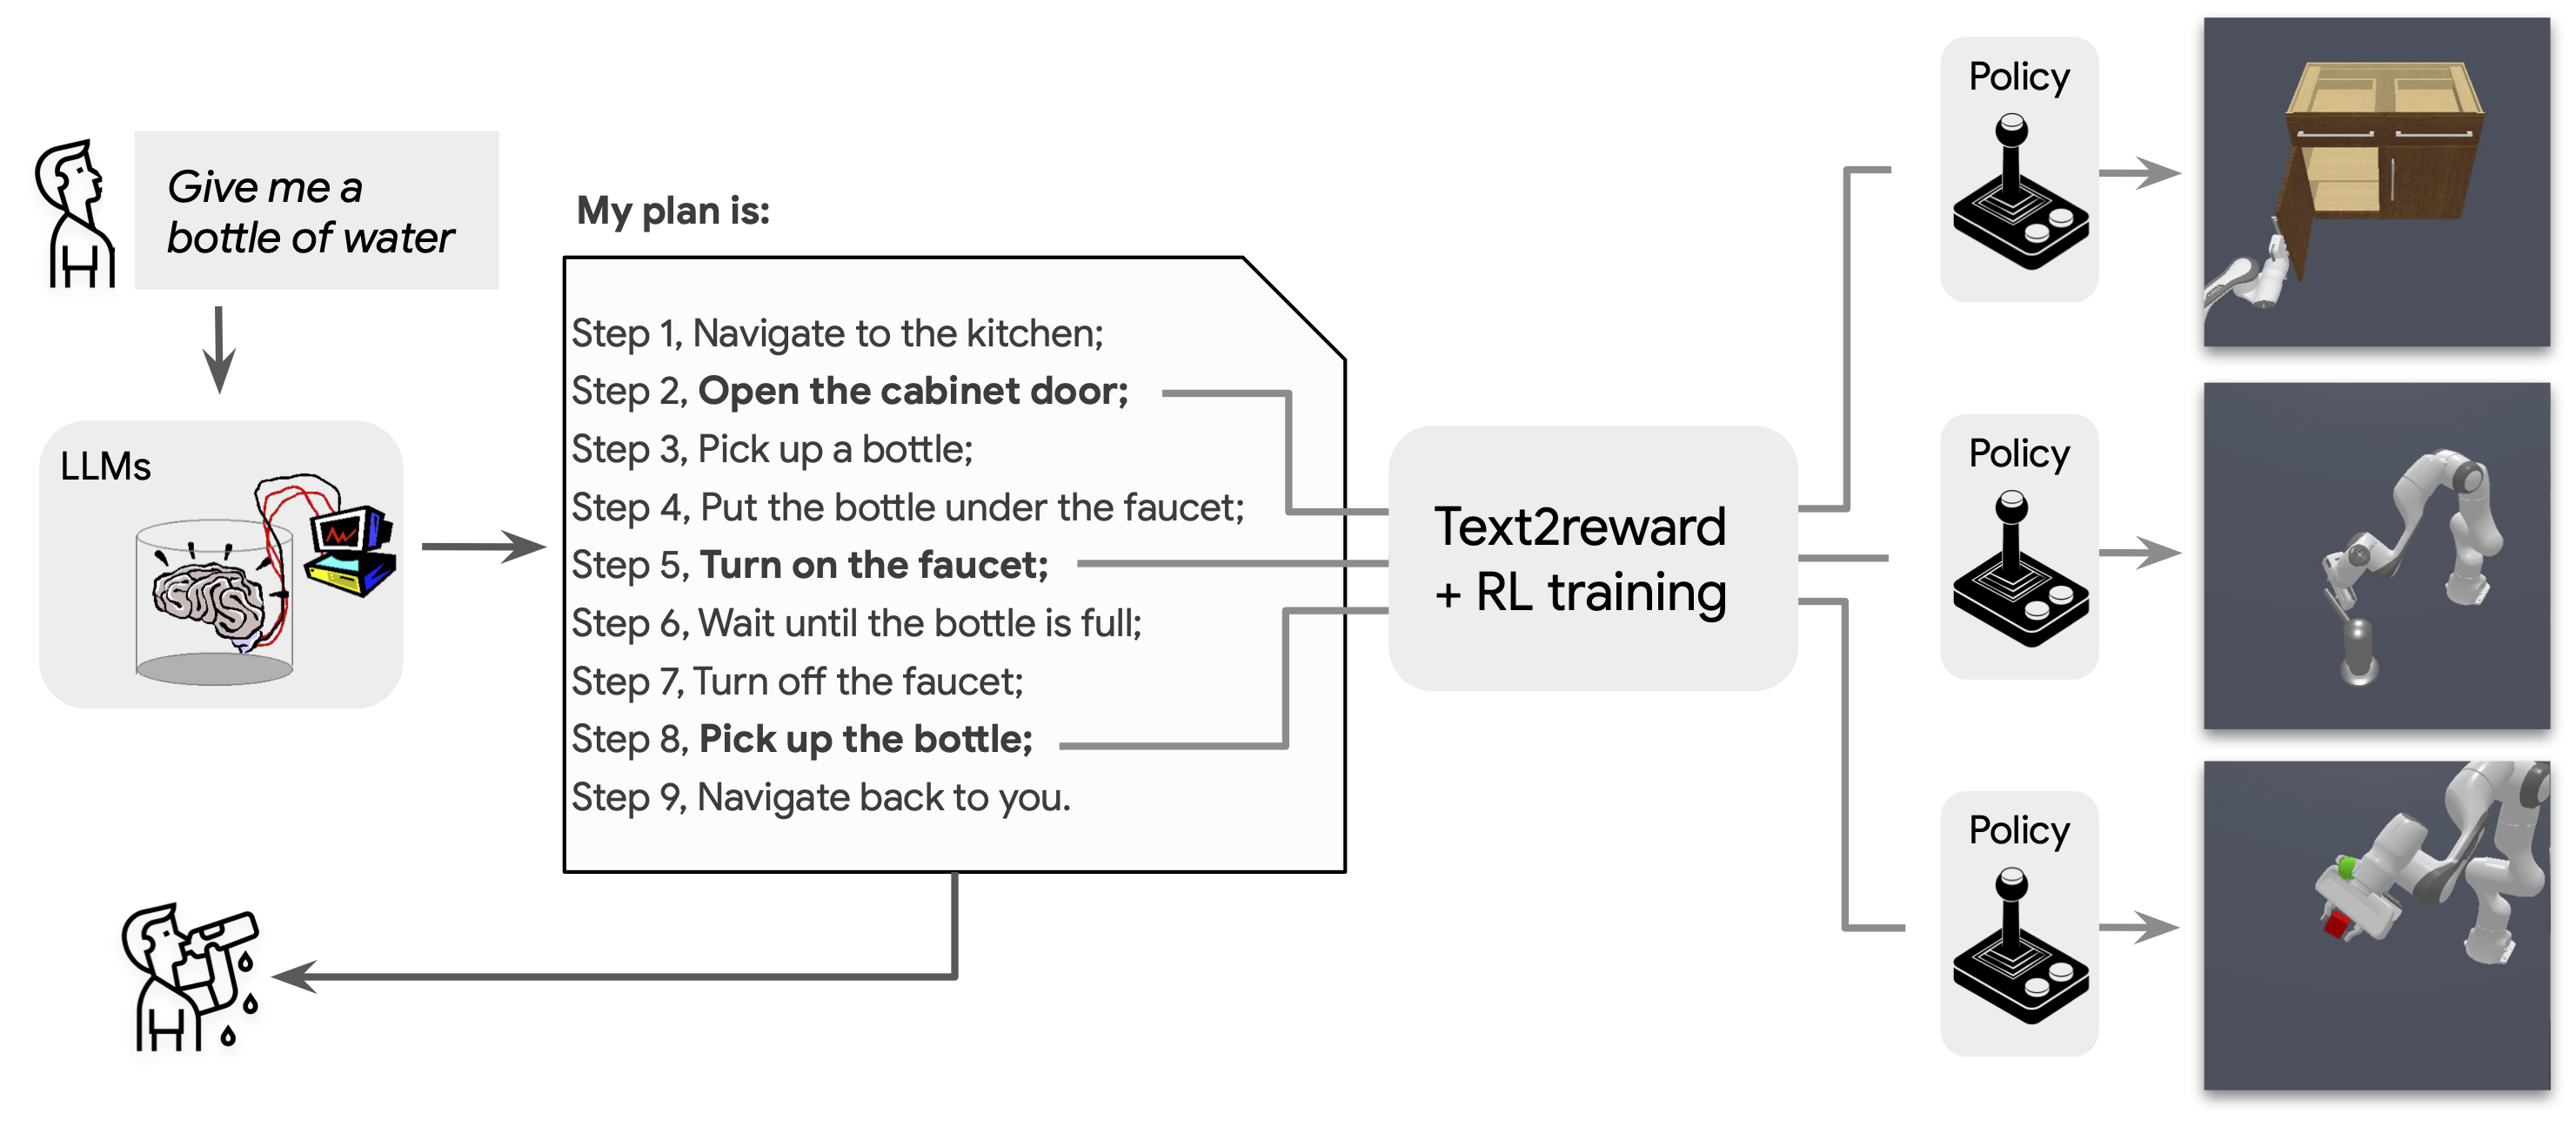 Give me a
bottle of water
LLMs
My plan is:
Step 1, Navigate to the kitchen;
Step 2, Open the cabinet door;
Step 3, Pick up a bottle;
Step 4, Put the bottle under the faucet;
Step 5, Turn on the faucet;
Step 6, Wait until the bottle is full;
Step 7, Turn off the faucet;
Step 8, Pick up the bottle;
Step 9, Navigate back to you.
Text2reward
+ RL training
Policy
Policy
Policy